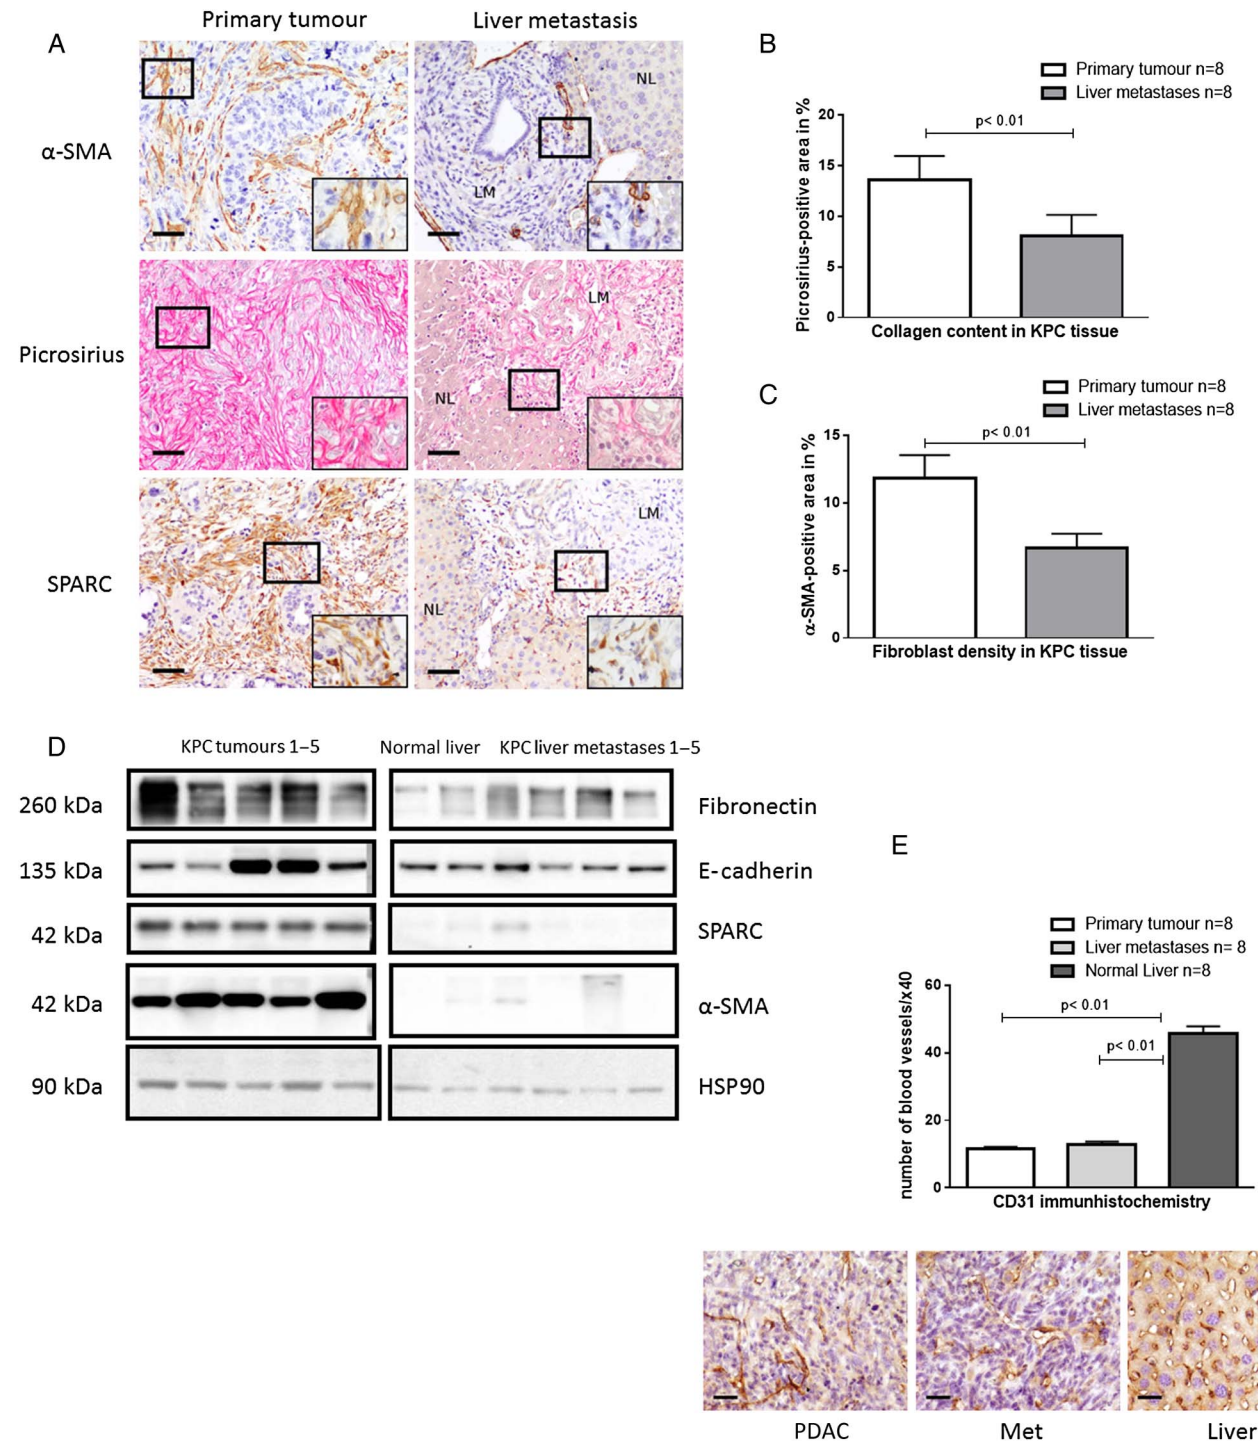 Primary tumour
Liver metastasis
A
α-SMA
NL
LM
Picrosirius
LM
NL
SPARC
LM
NL
B
Primary tumour n=8
Liver metastases n=8
Picrosirius-positive area in %
20
15
10
5
0
p< 0.01
Collagen content in KPC tissue
C
Primary tumour n=8
Liver metastases n=8
α-SMA-positive area in %
15
10
5
0
p< 0.01
Fibroblast density in KPC tissue
D
KPC tumours 1–5
Normal liver
KPC liver metastases 1–5
260 kDa
Fibronectin
135 kDa
E-cadherin
42 kDa
SPARC
42 kDa
α-SMA
90 kDa
HSP90
E
Primary tumour n=8
Liver metastases n= 8
Normal Liver n=8
number of blood vessels/x40
60
40
20
0
p< 0.01
p< 0.01
CD31 immunhistochemistry
PDAC
Met
Liver